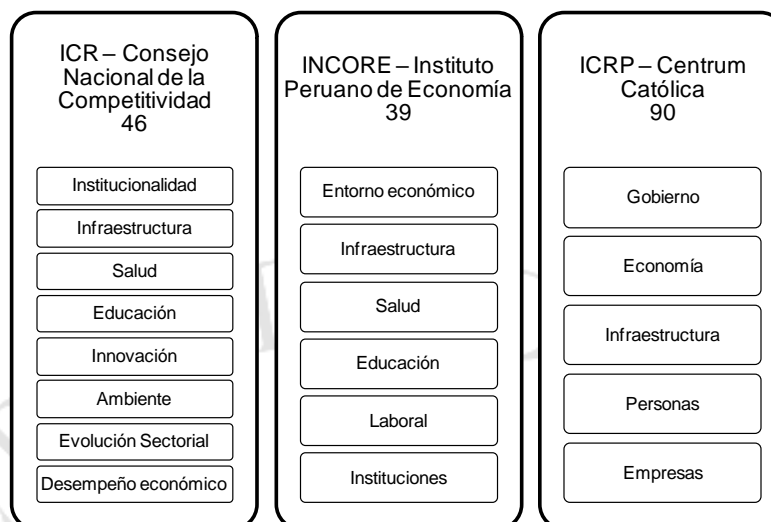 ICR – Consejo
Nacional de la
Competitividad
46
Institucionalidad
Infraestructura
Salud
Educación
Innovación
Ambiente
Evolución Sectorial
Desempeño económico
INCORE – Instituto
Peruano de Economía
39
Entorno económico
Infraestructura
Salud
Educación
Laboral
Instituciones
ICRP – Centrum
Católica
90
Gobierno
Economía
Infraestructura
Personas
Empresas